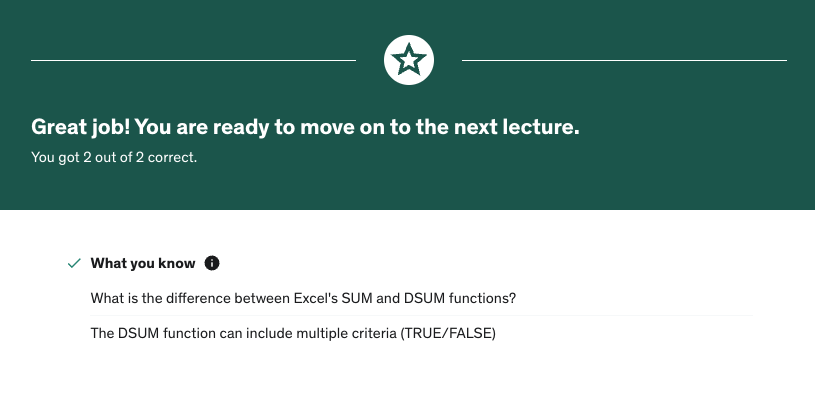 Great job! You are ready to move on to the next lecture.
You got 2 out of 2 correct.
What you know
What is the difference between Excel's SUM and DSUM functions?
The DSUM function can include multiple criteria (TRUE/FALSE)